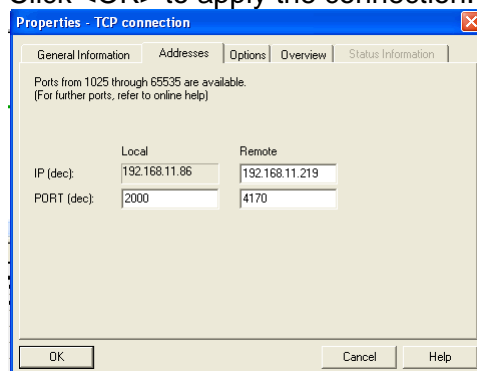 Click <OK> to apply the connection.
Properties - TCP connection
General Information Addresses Options Overview Status Information
Ports from 1025 through 65535 are available.
(For further ports, refer to online help)
Local Remote
IP (dec): 192.168.11.86 192.168.11.219
PORT (dec): 2000 4170
OK Cancel Help